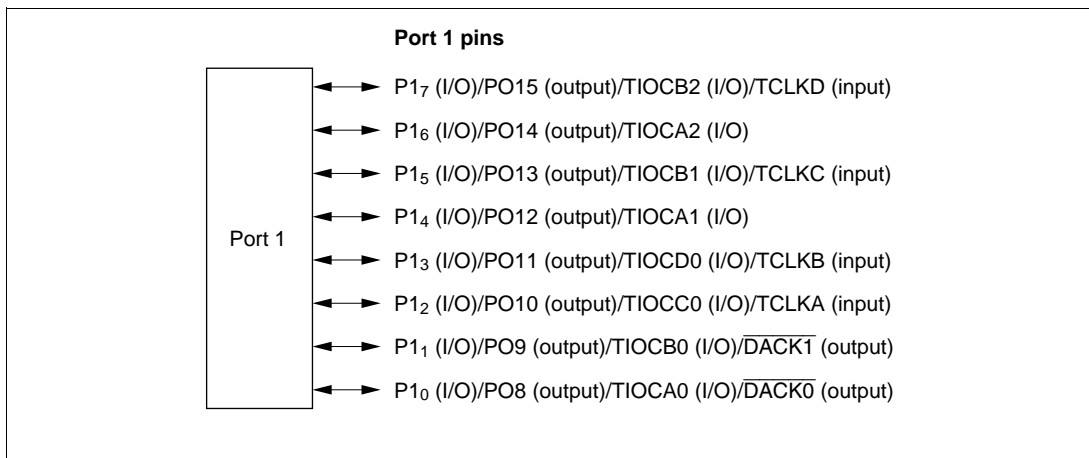 Port 1 pins
P1₇ (I/O)/PO15 (output)/TIOCB2 (I/O)/TCLKD (input)
P1₆ (I/O)/PO14 (output)/TIOCA2 (I/O)
P1₅ (I/O)/PO13 (output)/TIOCB1 (I/O)/TCLKC (input)
P1₄ (I/O)/PO12 (output)/TIOCA1 (I/O)
Port 1
P1₃ (I/O)/PO11 (output)/TIOCD0 (I/O)/TCLKB (input)
P1₂ (I/O)/PO10 (output)/TIOCC0 (I/O)/TCLKA (input)
P1₁ (I/O)/PO9 (output)/TIOCB0 (I/O)/D̅A̅C̅K̅1̅ (output)
P1₀ (I/O)/PO8 (output)/TIOCA0 (I/O)/D̅A̅C̅K̅0̅ (output)